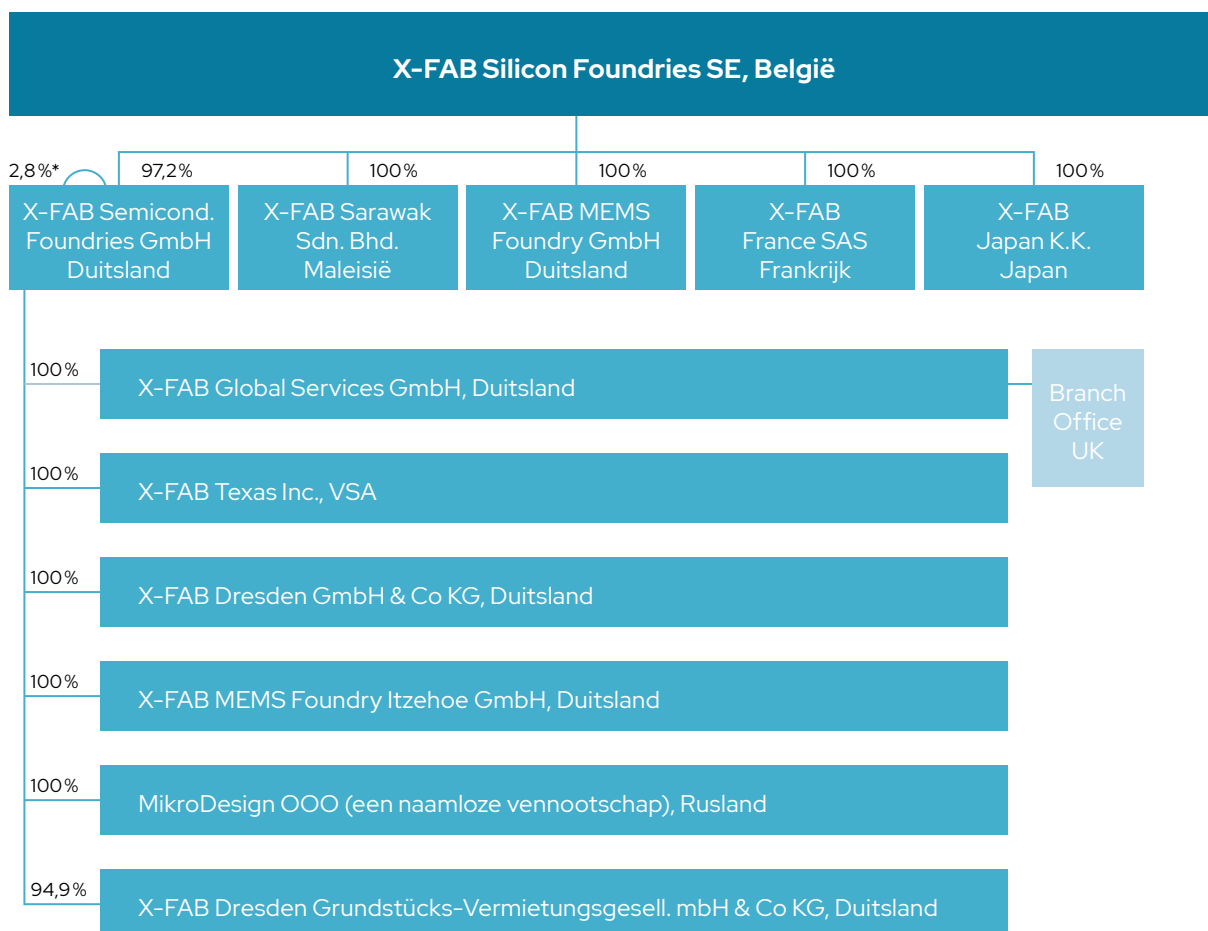 X-FAB Silicon Foundries SE, België
2,8 %* 97,2 % 100 % 100 % 100 % 100 %
X-FAB Semicond.
Foundries GmbH
Duitsland
X-FAB Sarawak
Sdn. Bhd.
Maleisië
X-FAB MEMS
Foundry GmbH
Duitsland
X-FAB
France SAS
Frankrijk
X-FAB
Japan K.K.
Japan
100 %
X-FAB Global Services GmbH, Duitsland
Branch
Office
UK
100 %
X-FAB Texas Inc., VSA
100 %
X-FAB Dresden GmbH & Co KG, Duitsland
100 %
X-FAB MEMS Foundry Itzehoe GmbH, Duitsland
100 %
MikroDesign OOO (een naamloze vennootschap), Rusland
94,9 %
X-FAB Dresden Grundstücks-Vermietungsgesell. mbH & Co KG, Duitsland